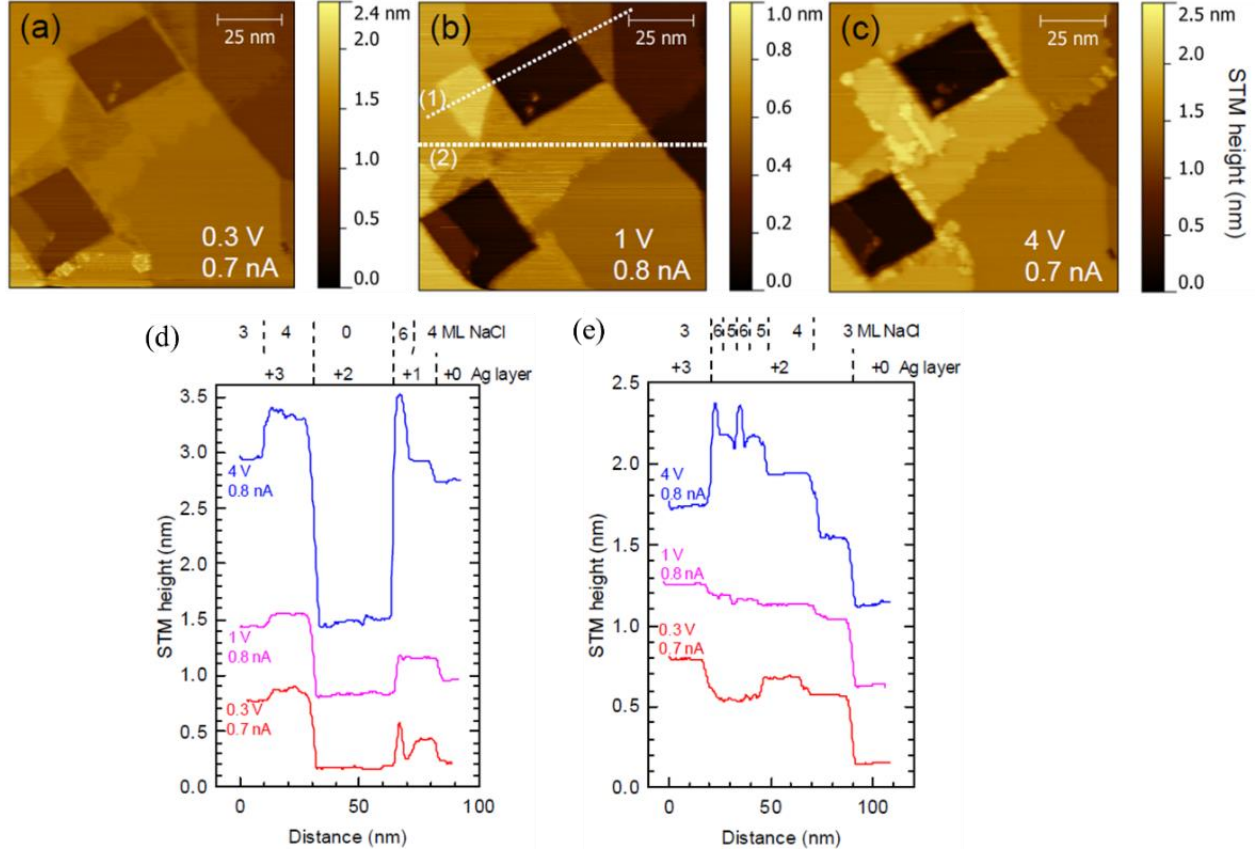 (a)
25 nm
0.3 V
0.7 nA
2.4 nm
2.0
1.5
1.0
0.5
0.0
(b)
25 nm
(1)
(2)
1 V
0.8 nA
1.0 nm
0.8
0.6
0.4
0.2
0.0
(c)
25 nm
4 V
0.7 nA
2.5 nm
2.0
1.5
1.0
0.5
0.0
STM height (nm)
(d)
3 4 0 6 4 ML NaCl
+3 +2 +1 +0 Ag layer
STM height (nm)
3.5
3.0
2.5
2.0
1.5
1.0
0.5
0.0
4 V
0.8 nA
1 V
0.8 nA
0.3 V
0.7 nA
0 50 100
Distance (nm)
(e)
3 6 5 6 5 4 3 ML NaCl
+3 +2 +0 Ag layer
STM height (nm)
2.5
2.0
1.5
1.0
0.5
0.0
4 V
0.8 nA
1 V
0.8 nA
0.3 V
0.7 nA
0 50 100
Distance (nm)